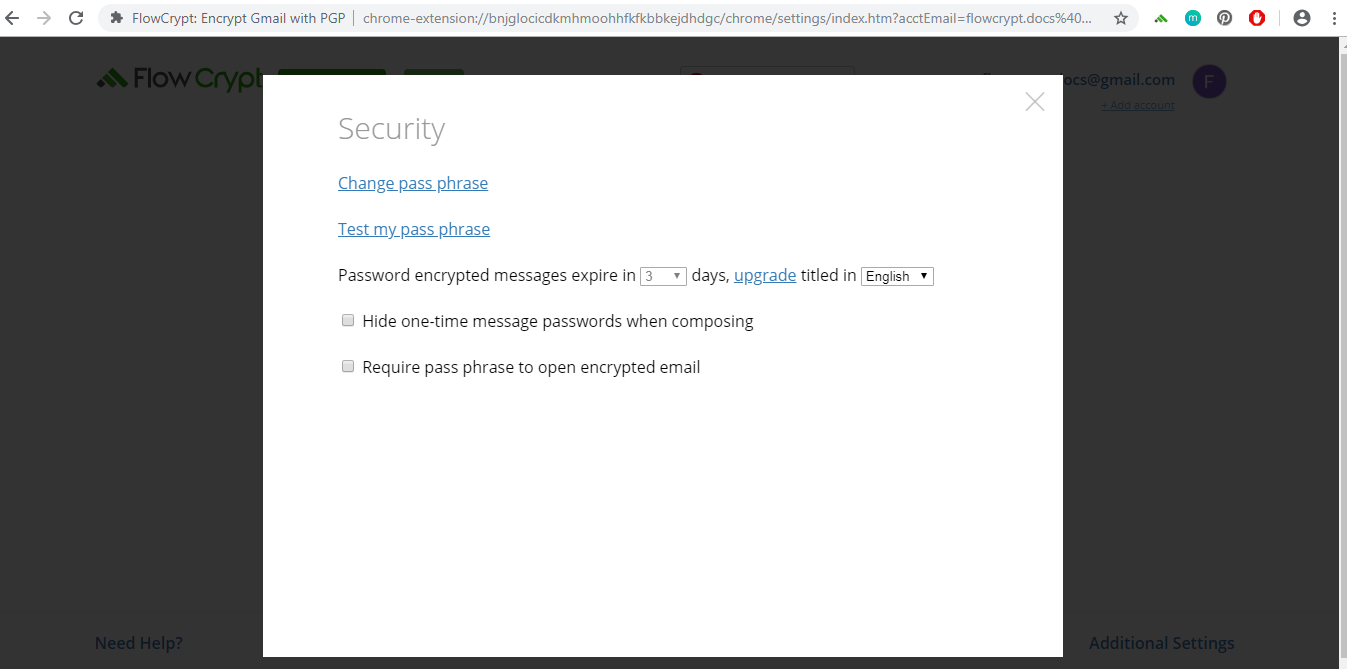 FlowCrypt: Encrypt Gmail with PGP | chrome-extension://bnjglocicdkmhmoohhfkfkbbkejdhdgc/chrome/settings/index.htm?acctEmail=flowcrypt.docs%40...
FlowCrypt
ocs@gmail.com
F
+ Add account
Security
Change pass phrase
Test my pass phrase
Password encrypted messages expire in 3 days, upgrade titled in English
Hide one-time message passwords when composing
Require pass phrase to open encrypted email
Need Help?
Additional Settings